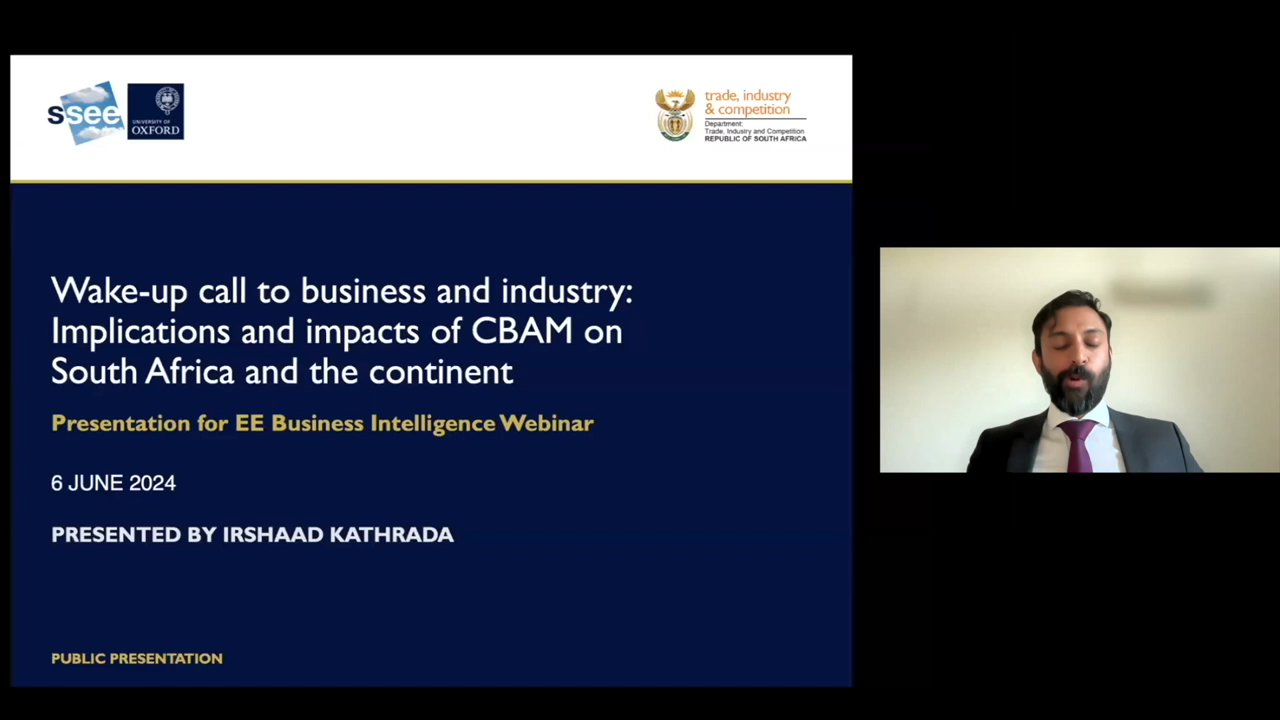 ssee
UNIVERSITY OF
OXFORD
trade, industry
& competition
Department:
Trade, Industry and Competition
REPUBLIC OF SOUTH AFRICA
Wake-up call to business and industry:
Implications and impacts of CBAM on
South Africa and the continent
Presentation for EE Business Intelligence Webinar
6 JUNE 2024
PRESENTED BY IRSHAAD KATHRADA
PUBLIC PRESENTATION